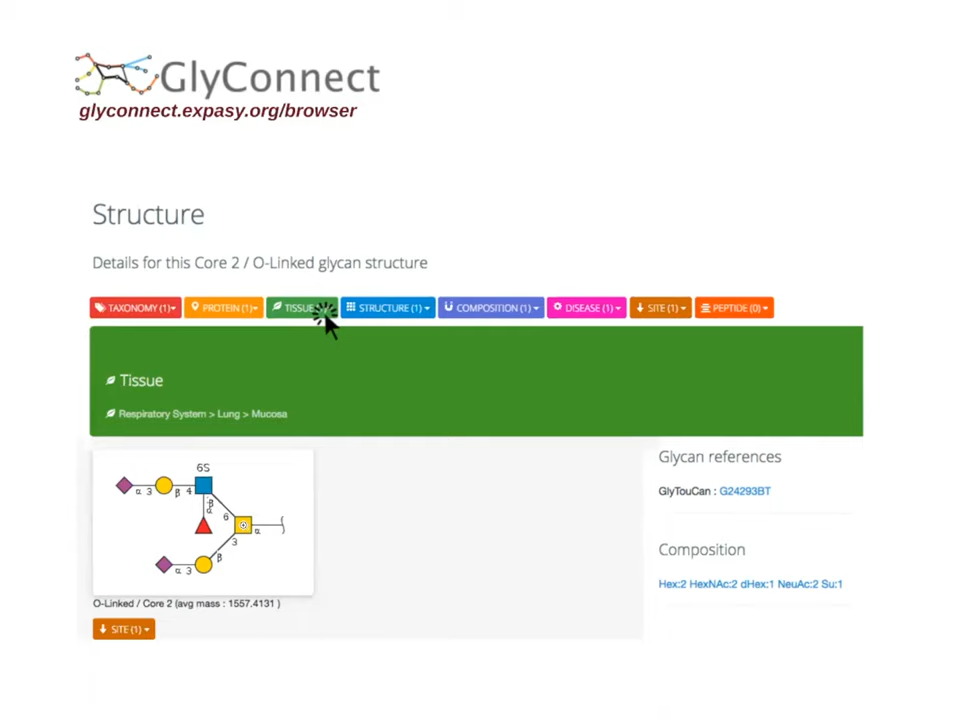 GlyConnect
glyconnect.expasy.org/browser
Structure
Details for this Core 2 / O-Linked glycan structure
TAXONOMY (1) PROTEIN (1) TISSUE STRUCTURE (1) COMPOSITION (1) DISEASE (1) SITE (1) PEPTIDE (0)
Tissue
Respiratory System > Lung > Mucosa
Glycan references
GlyTouCan : G24293BT
Composition
Hex:2 HexNAc:2 dHex:1 NeuAc:2 Su:1
6S
α 3 β 4
6
α
3
β
α 3
O-Linked / Core 2 (avg mass : 1557.4131 )
SITE (1)